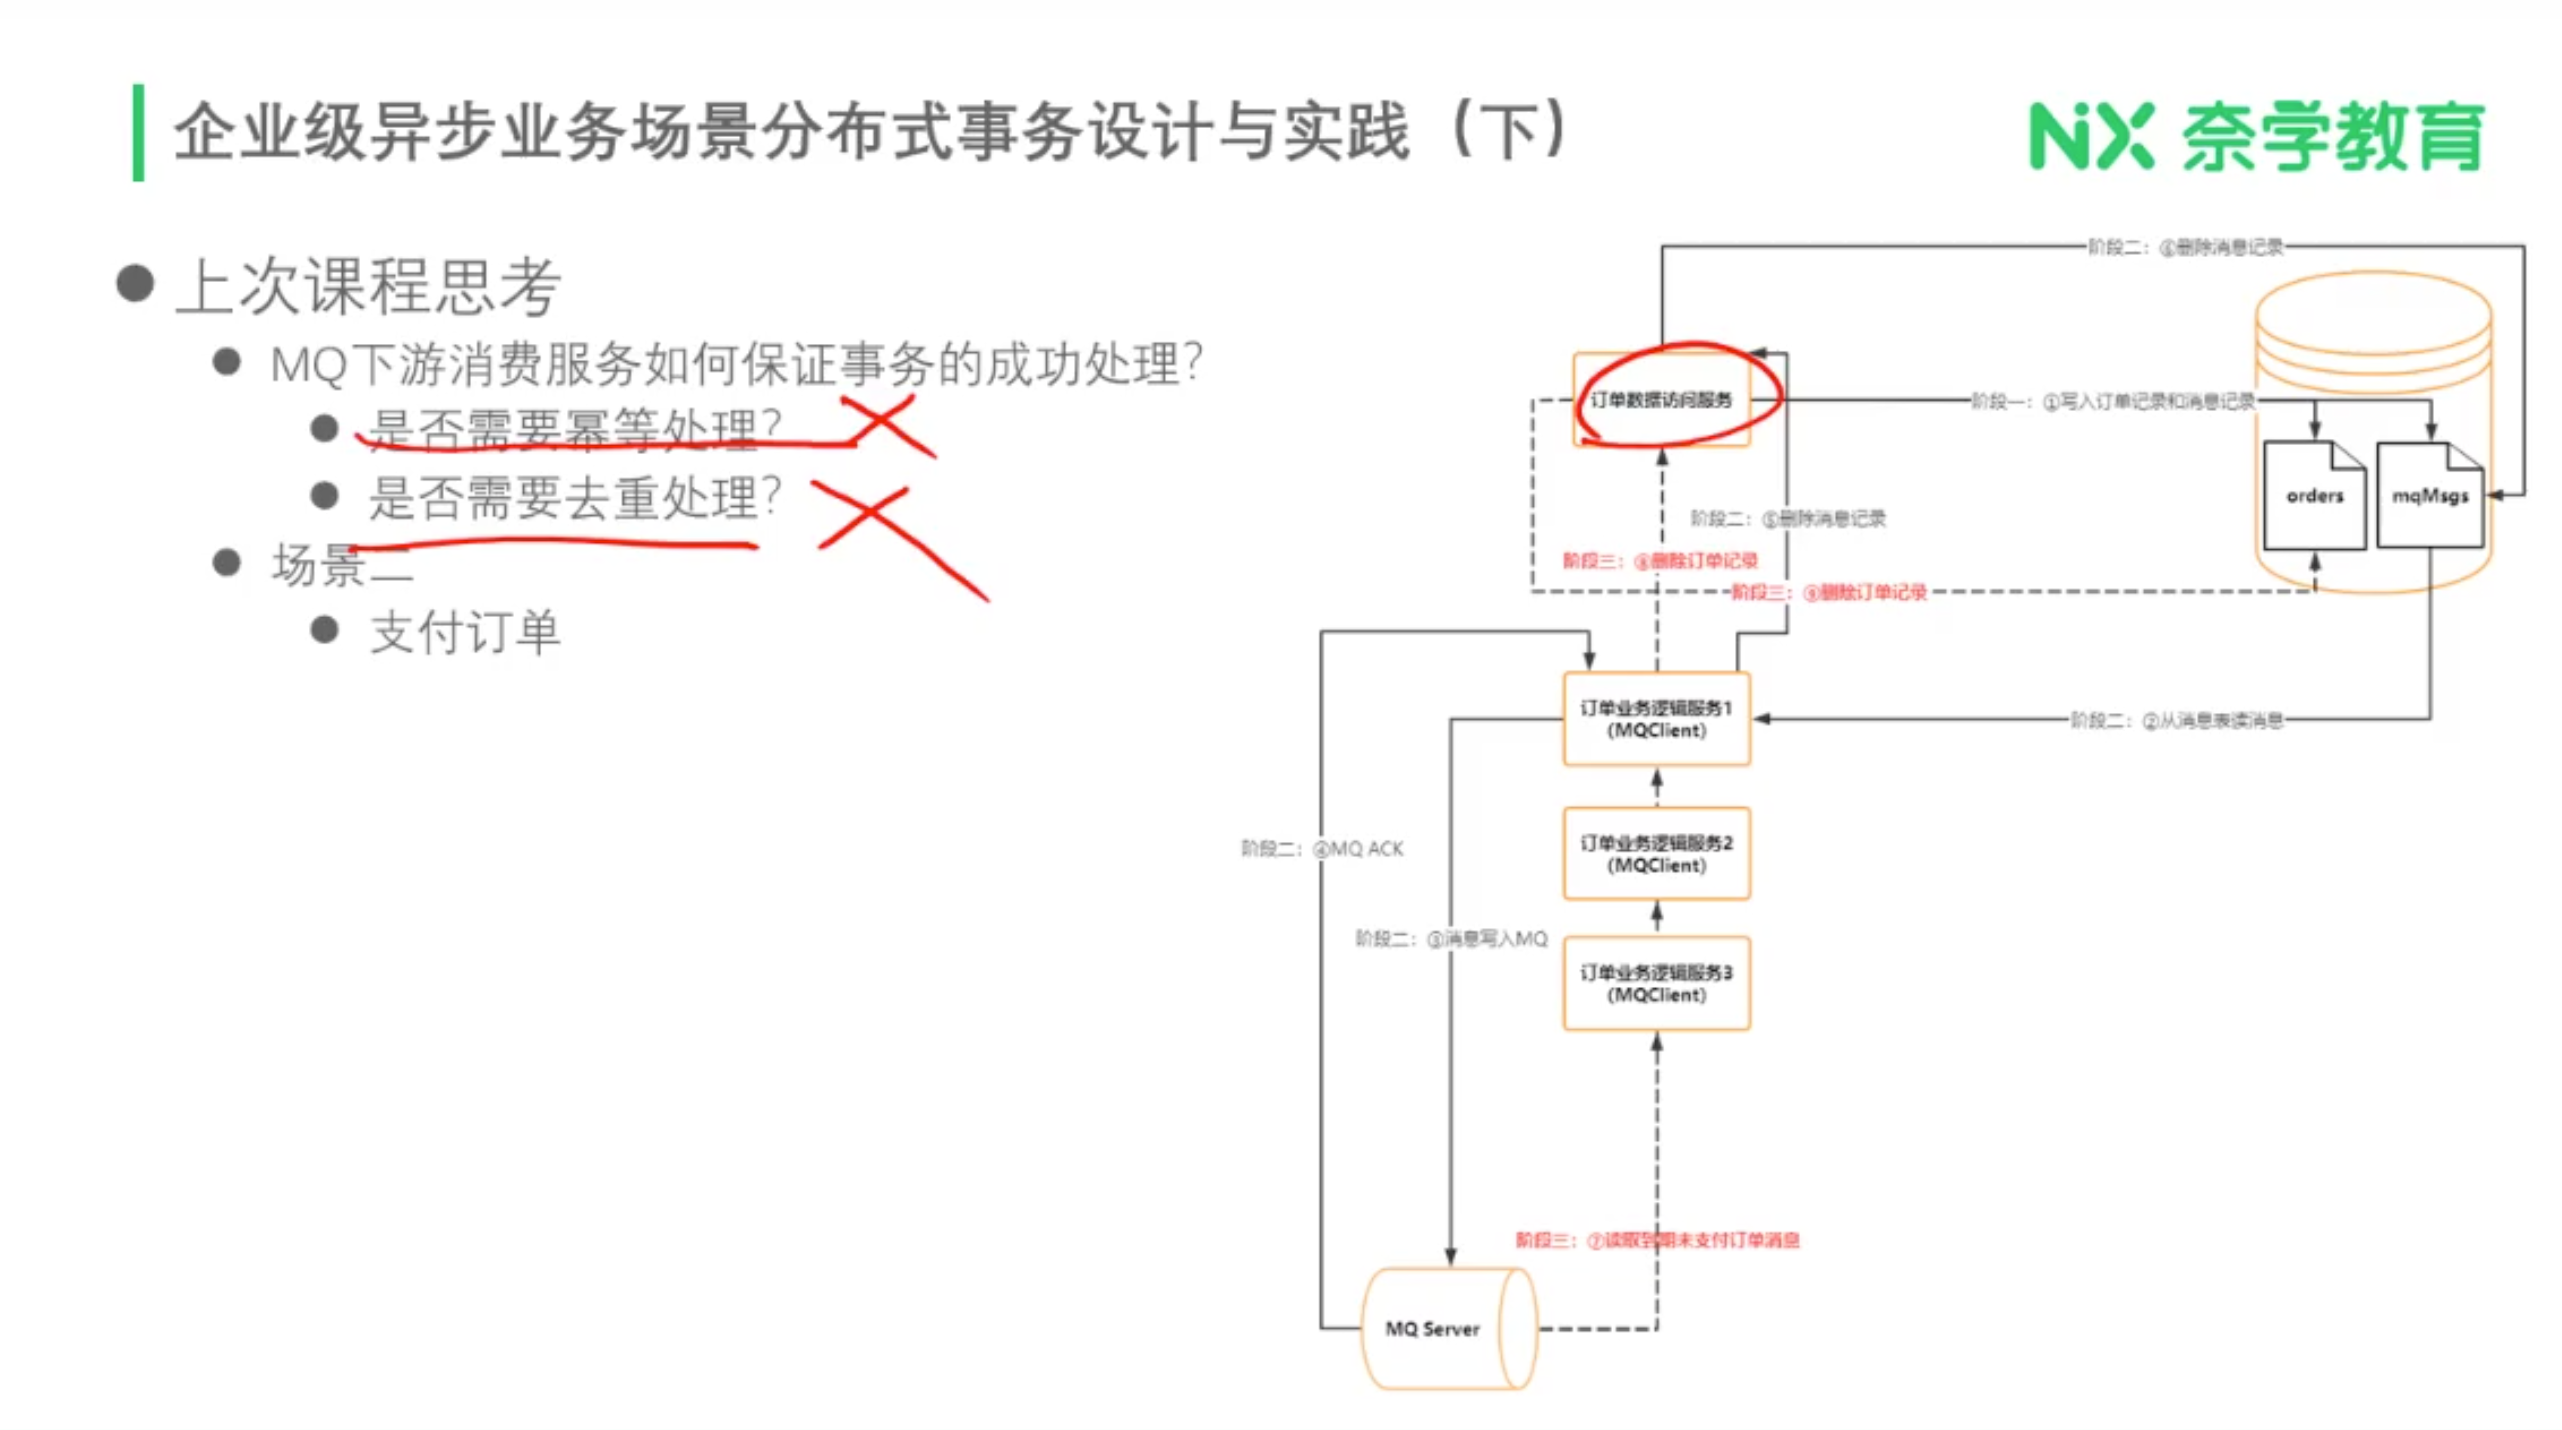 企业级异步业务场景分布式事务设计与实践（下）
NX 奈学教育
上次课程思考
MQ下游消费服务如何保证事务的成功处理？
是否需要幂等处理？
是否需要去重处理？
场景二
支付订单
阶段二：⑥删除消息记录
订单数据访问服务
阶段一：①写入订单记录和消息记录
orders
mqMsgs
阶段二：⑤删除消息记录
阶段三：⑧删除订单记录
阶段三：⑨删除订单记录
订单业务逻辑服务1
(MQClient)
阶段二：②从消息表读消息
订单业务逻辑服务2
(MQClient)
阶段二：④MQ ACK
阶段二：③消息写入MQ
订单业务逻辑服务3
(MQClient)
阶段三：⑦读取到期未支付订单消息
MQ Server